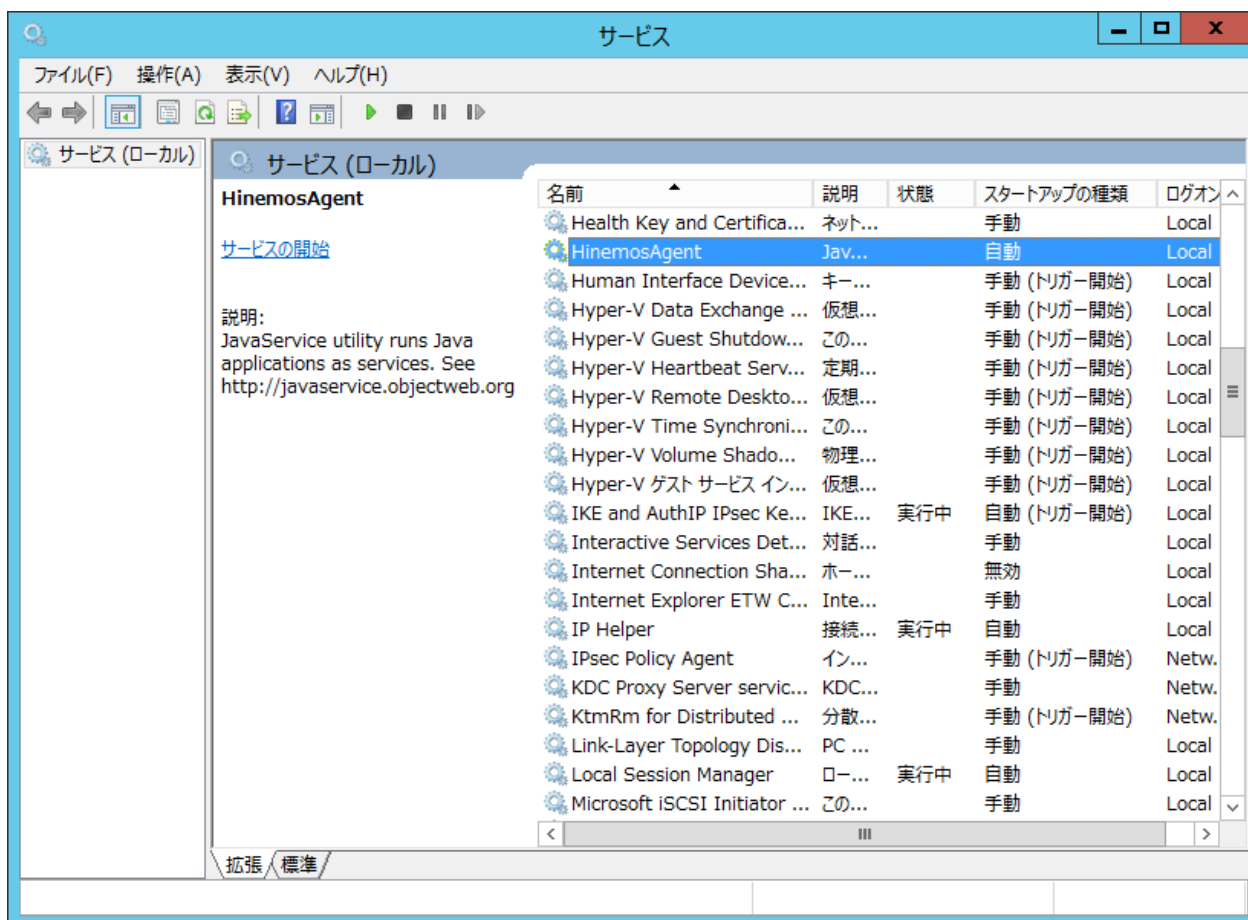 サービス
ファイル(F) 操作(A) 表示(V) ヘルプ(H)
サービス (ローカル)
サービス (ローカル)
HinemosAgent
サービスの開始
説明:
JavaService utility runs Java
applications as services. See
http://javaservice.objectweb.org
名前 説明 状態 スタートアップの種類 ログオン
Health Key and Certifica... ネット... 手動 Local
HinemosAgent Jav... 自動 Local
Human Interface Device... キー... 手動 (トリガー開始) Local
Hyper-V Data Exchange ... 仮想... 手動 (トリガー開始) Local
Hyper-V Guest Shutdow... この... 手動 (トリガー開始) Local
Hyper-V Heartbeat Serv... 定期... 手動 (トリガー開始) Local
Hyper-V Remote Deskto... 仮想... 手動 (トリガー開始) Local
Hyper-V Time Synchroni... この... 手動 (トリガー開始) Local
Hyper-V Volume Shado... 物理... 手動 (トリガー開始) Local
Hyper-V ゲスト サービス イン... 仮想... 手動 (トリガー開始) Local
IKE and AuthIP IPsec Ke... IKE... 実行中 自動 (トリガー開始) Local
Interactive Services Det... 対話... 手動 Local
Internet Connection Sha... ホー... 無効 Local
Internet Explorer ETW C... Inte... 手動 Local
IP Helper 接続... 実行中 自動 Local
IPsec Policy Agent イン... 手動 (トリガー開始) Netw.
KDC Proxy Server servic... KDC... 手動 Netw.
KtmRm for Distributed ... 分散... 手動 (トリガー開始) Netw.
Link-Layer Topology Dis... PC ... 手動 Local
Local Session Manager ロー... 実行中 自動 Local
Microsoft iSCSI Initiator ... この... 手動 Local
拡張 標準